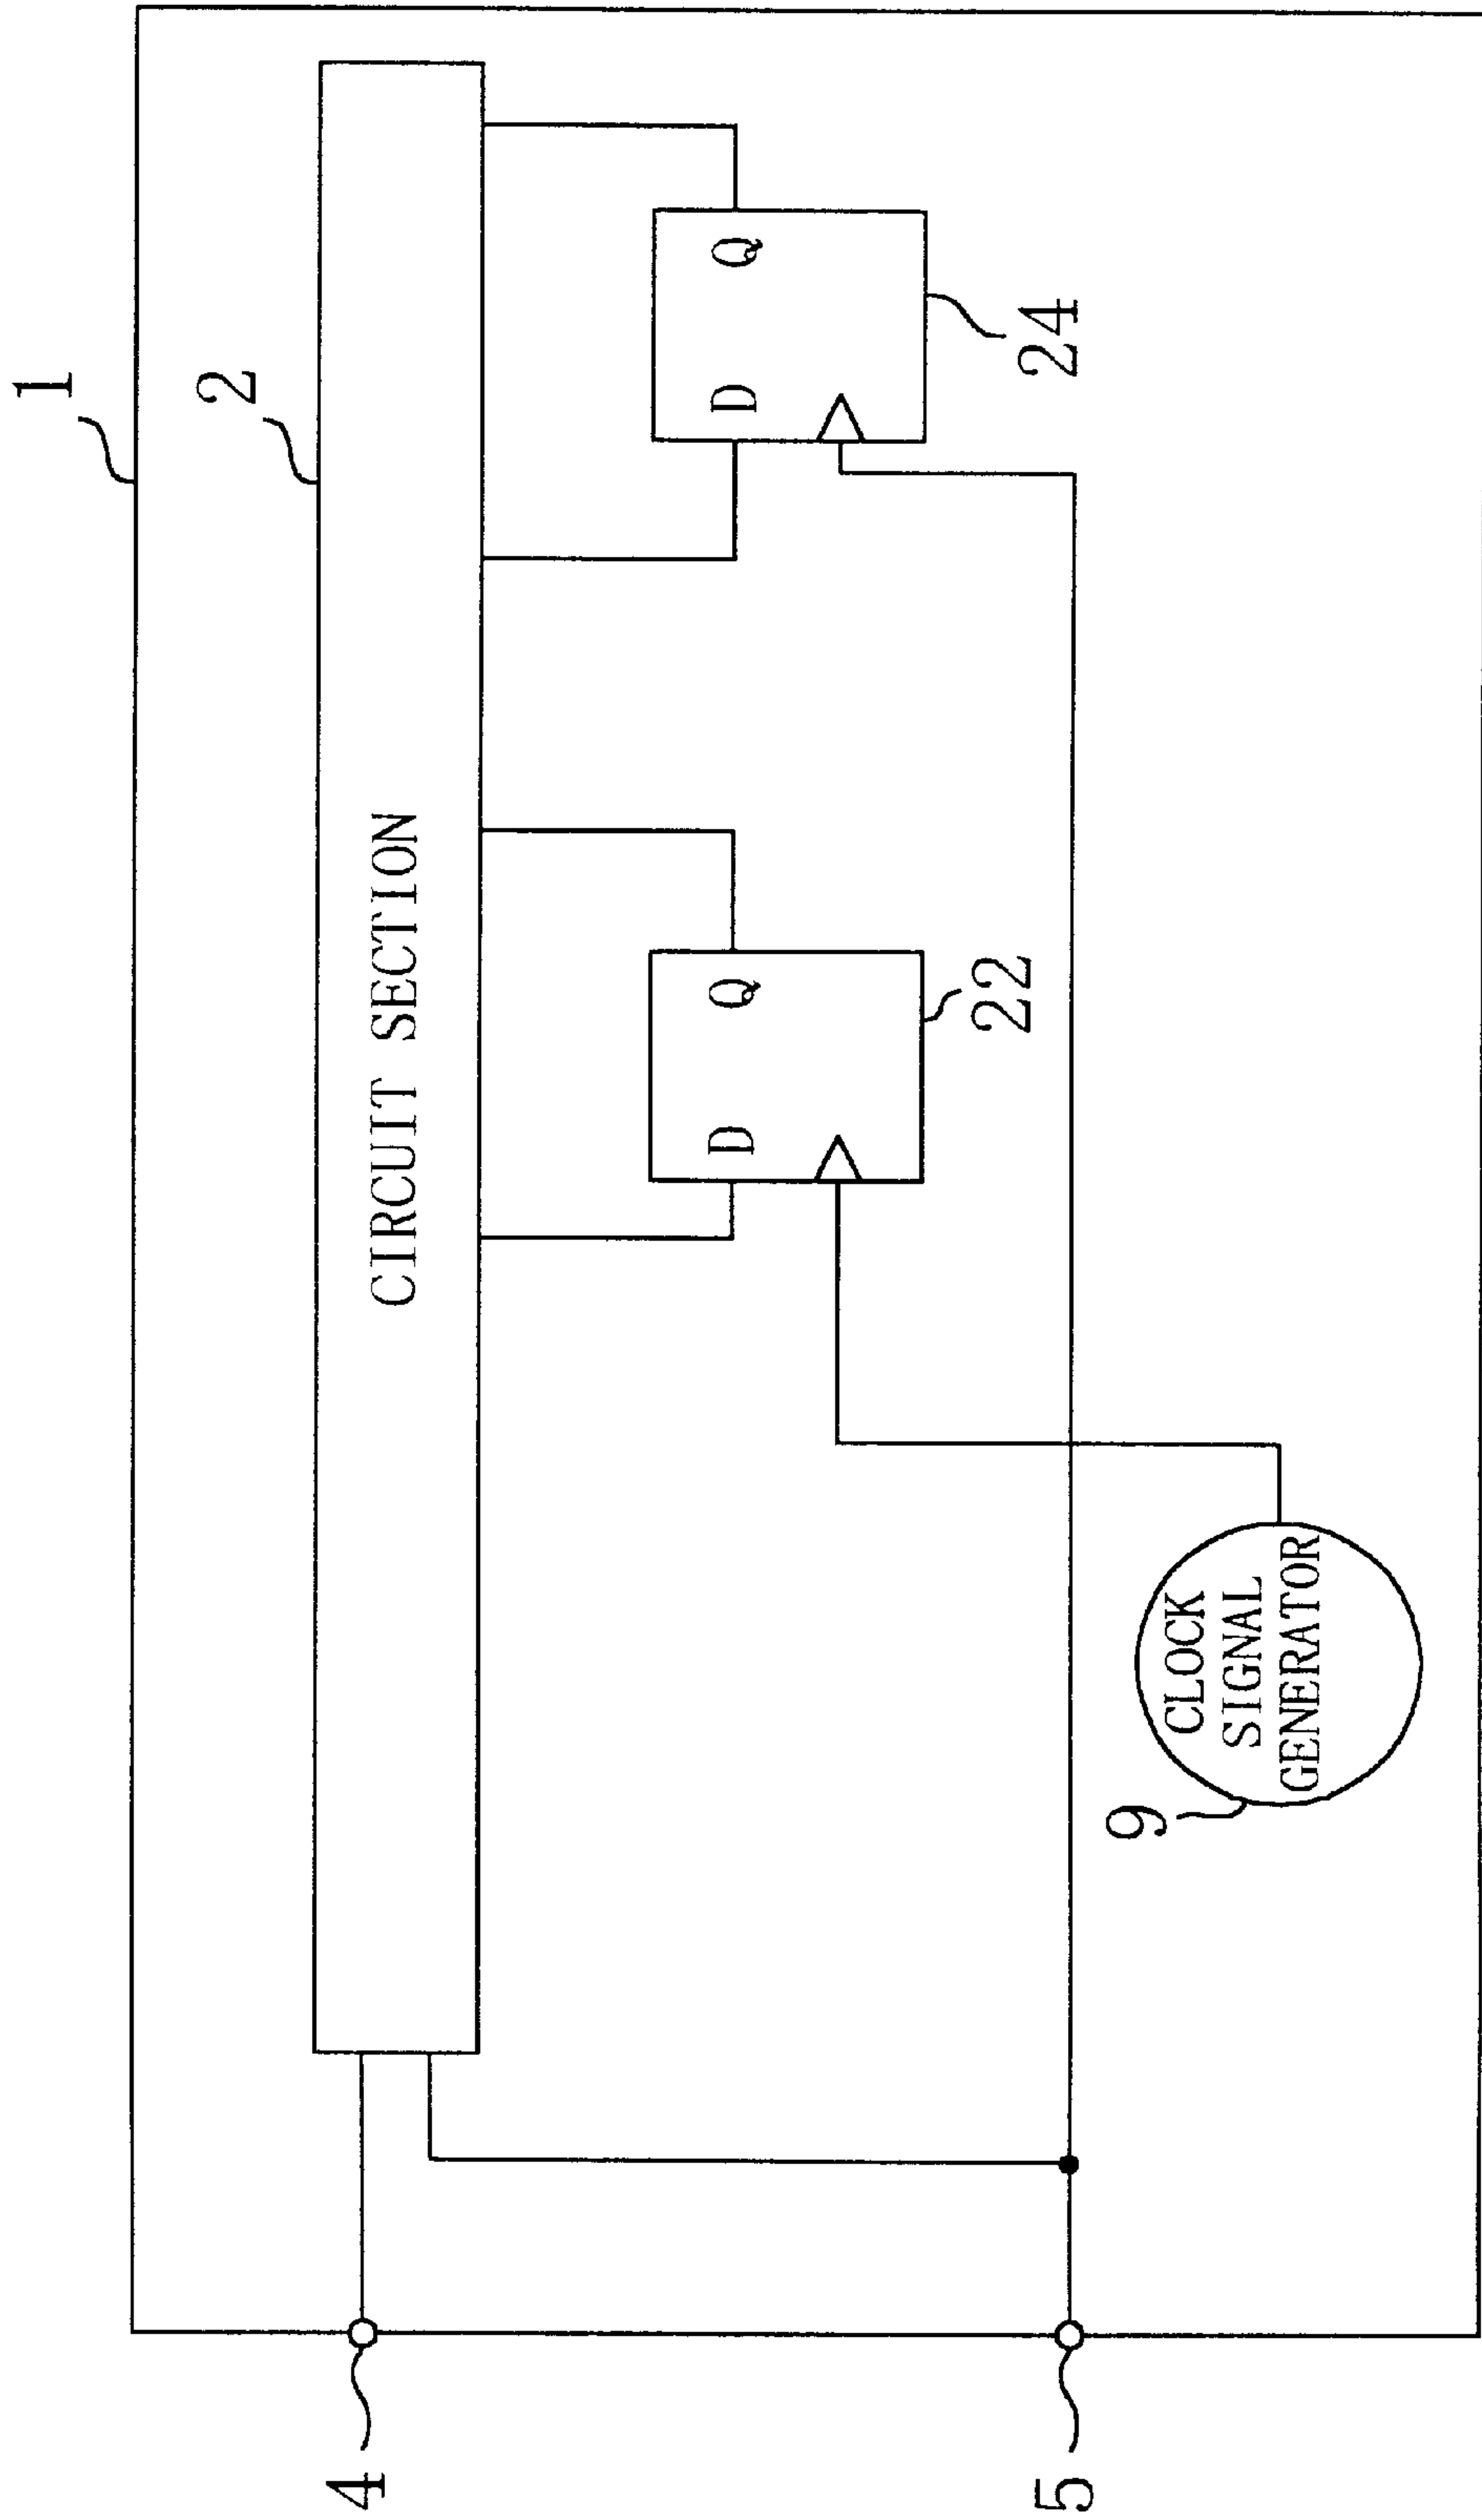 1
2
CIRCUIT SECTION
4
D Q
D Q
22
24
5
9
CLOCK
SIGNAL
GENERATOR